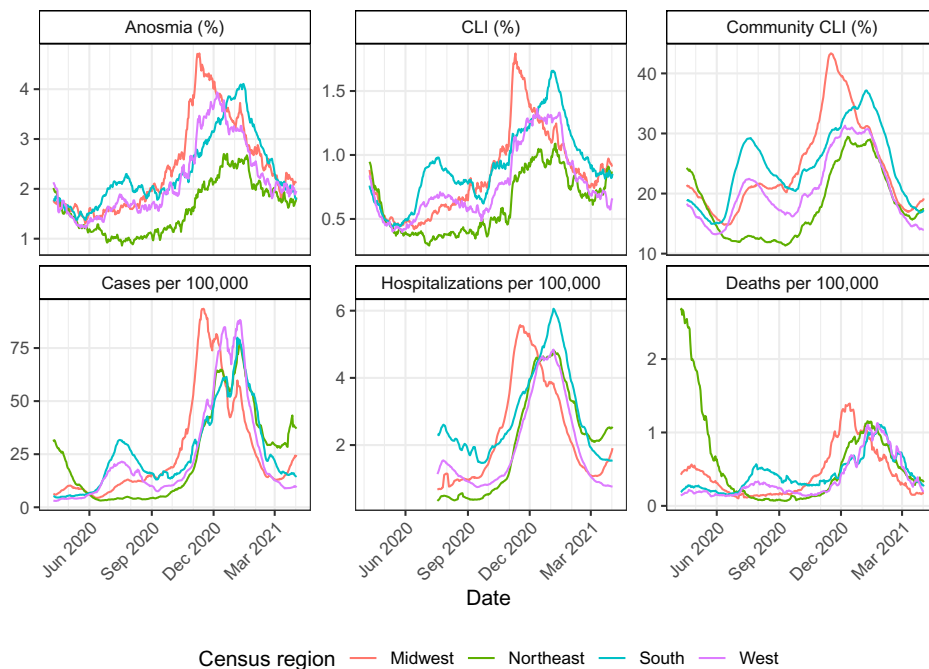 Anosmia (%) CLI (%) Community CLI (%)
4 1.5 40
3 30
2 1.0 20
1 0.5 10
Cases per 100,000 Hospitalizations per 100,000 Deaths per 100,000
75 6 2
50 4 1
25 2 0
0
Jun 2020 Sep 2020 Dec 2020 Mar 2021 Jun 2020 Sep 2020 Dec 2020 Mar 2021 Jun 2020 Sep 2020 Dec 2020 Mar 2021
Date
Census region Midwest Northeast South West